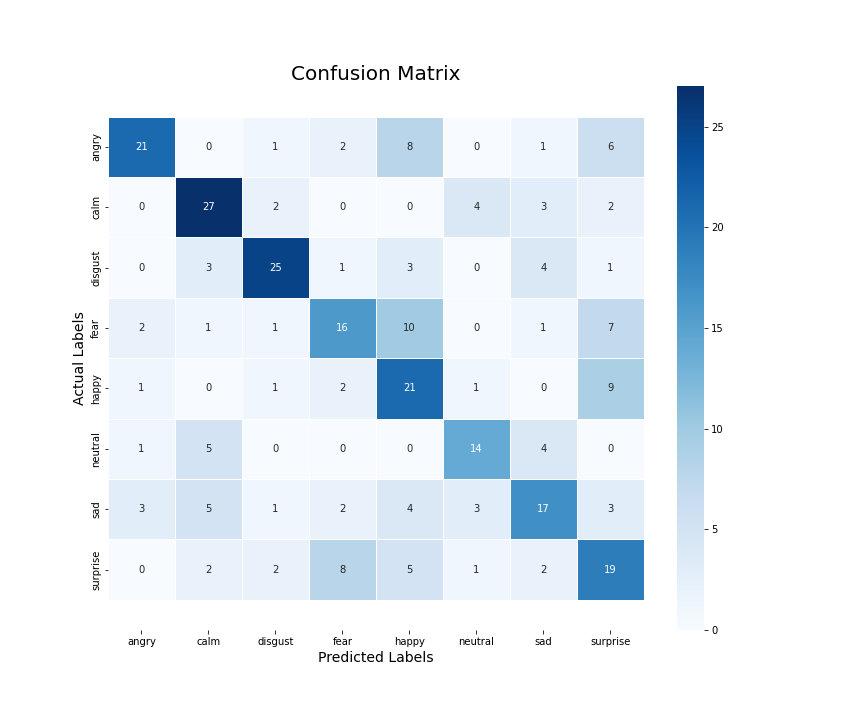 Confusion Matrix
angry 21 0 1 2 8 0 1 6
calm 0 27 2 0 0 4 3 2
disgust 0 3 25 1 3 0 4 1
fear 2 1 1 16 10 0 1 7
happy 1 0 1 2 21 1 0 9
neutral 1 5 0 0 0 14 4 0
sad 3 5 1 2 4 3 17 3
surprise 0 2 2 8 5 1 2 19
angry calm disgust fear happy neutral sad surprise
Predicted Labels
Actual Labels
25
20
15
10
5
0